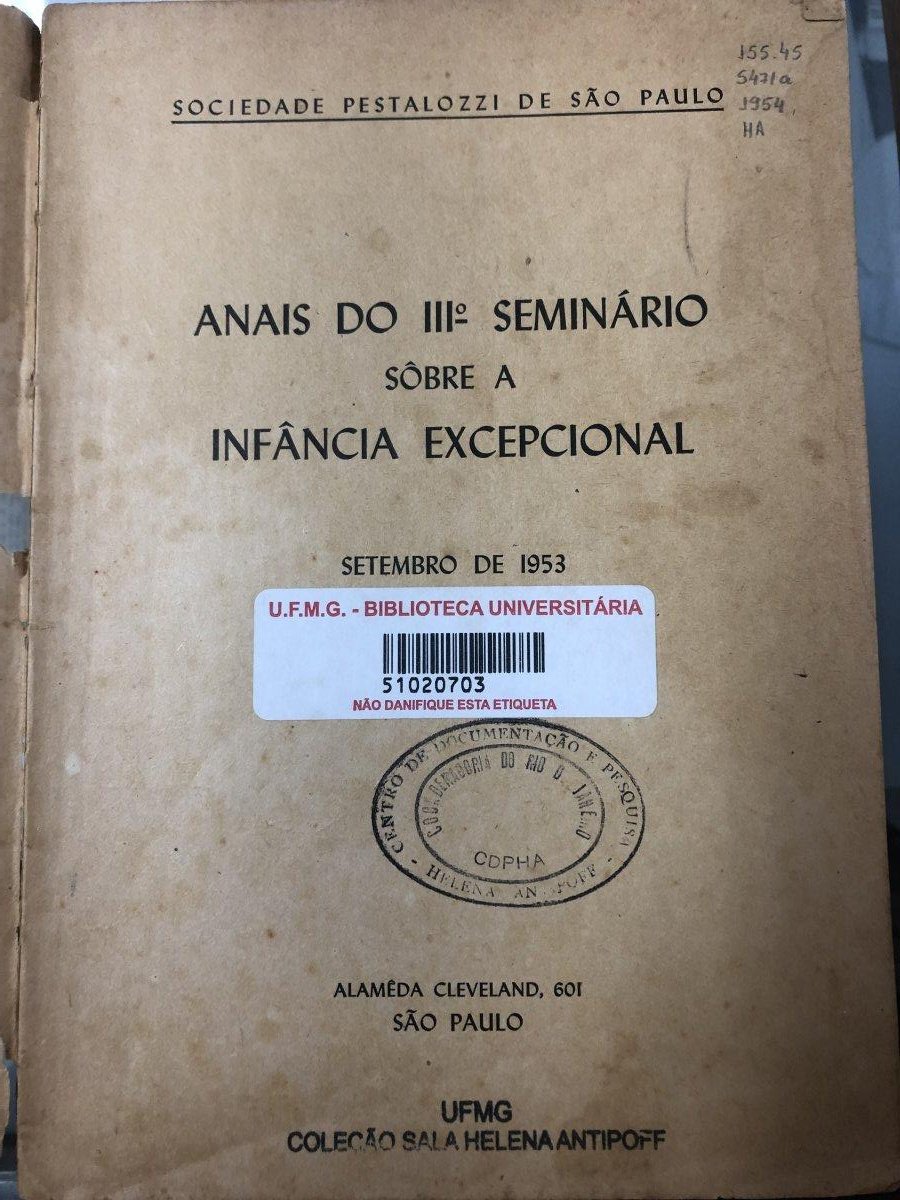 155.45
S471a
1954
HA
SOCIEDADE PESTALOZZI DE SÃO PAULO
ANAIS DO IIIº SEMINÁRIO
SÔBRE A
INFÂNCIA EXCEPCIONAL
SETEMBRO DE 1953
U.F.M.G. - BIBLIOTECA UNIVERSITÁRIA
51020703
NÃO DANIFIQUE ESTA ETIQUETA
CENTRO DE DOCUMENTAÇÃO E PESQUISA
DO RIO
CDPHA
- HELENA ANTIPOFF -
ALAMÊDA CLEVELAND, 601
SÃO PAULO
UFMG
COLEÇÃO SALA HELENA ANTIPOFF